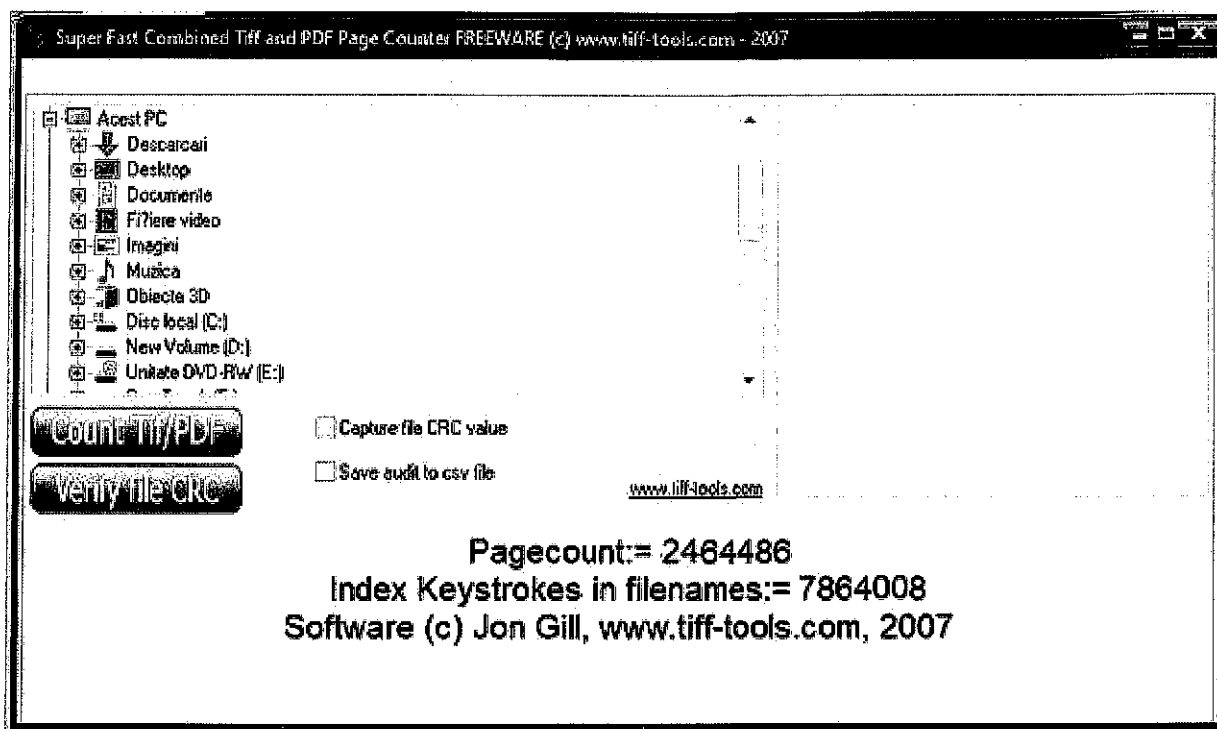 Super Fast Combined Tiff and PDF Page Counter FREEWARE (c) www.tiff-tools.com - 2007
Acest PC
Descarcari
Desktop
Documente
Fi?iere video
Imagini
Muzica
Obiecte 3D
Disc local (C:)
New Volume (D:)
Unitate DVD-RW (E:)
Count Tif/PDF
Capture file CRC value
Verify file CRC
Save audit to csv file
www.tiff-tools.com
Pagecount:= 2464486
Index Keystrokes in filenames:= 7864008
Software (c) Jon Gill, www.tiff-tools.com, 2007